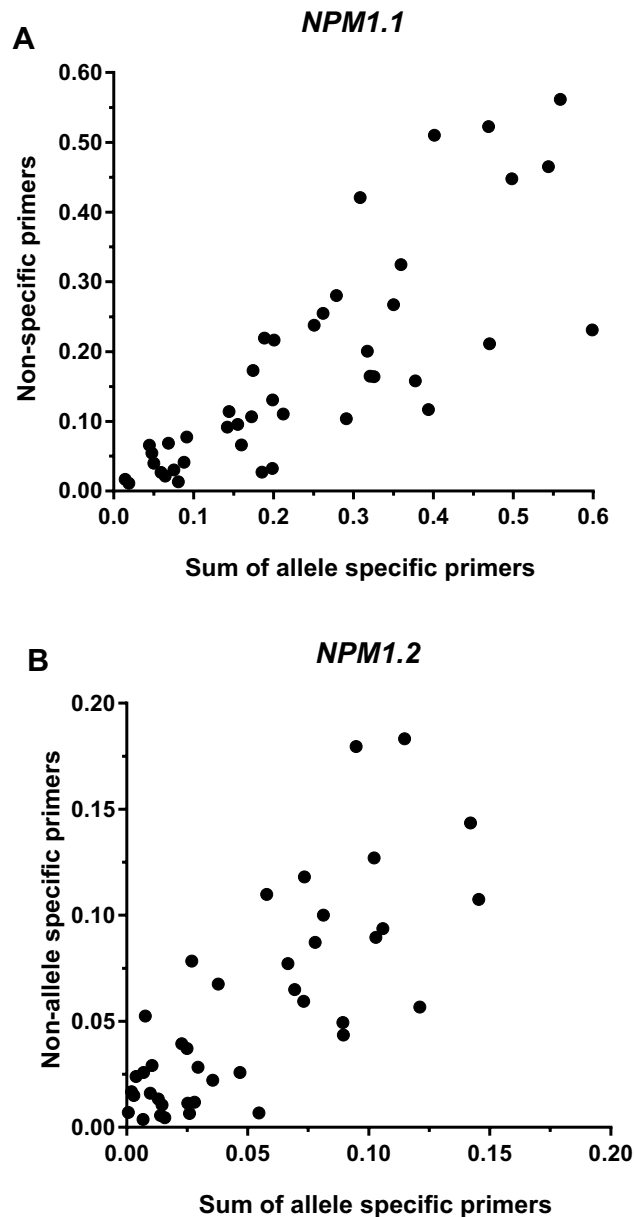 NPM1.1
A
0.60
0.50
0.40
0.30
0.20
0.10
0.00
Non-specific primers
0.0 0.1 0.2 0.3 0.4 0.5 0.6
Sum of allele specific primers
NPM1.2
B
0.20
0.15
0.10
0.05
0.00
Non-allele specific primers
0.00 0.05 0.10 0.15 0.20
Sum of allele specific primers